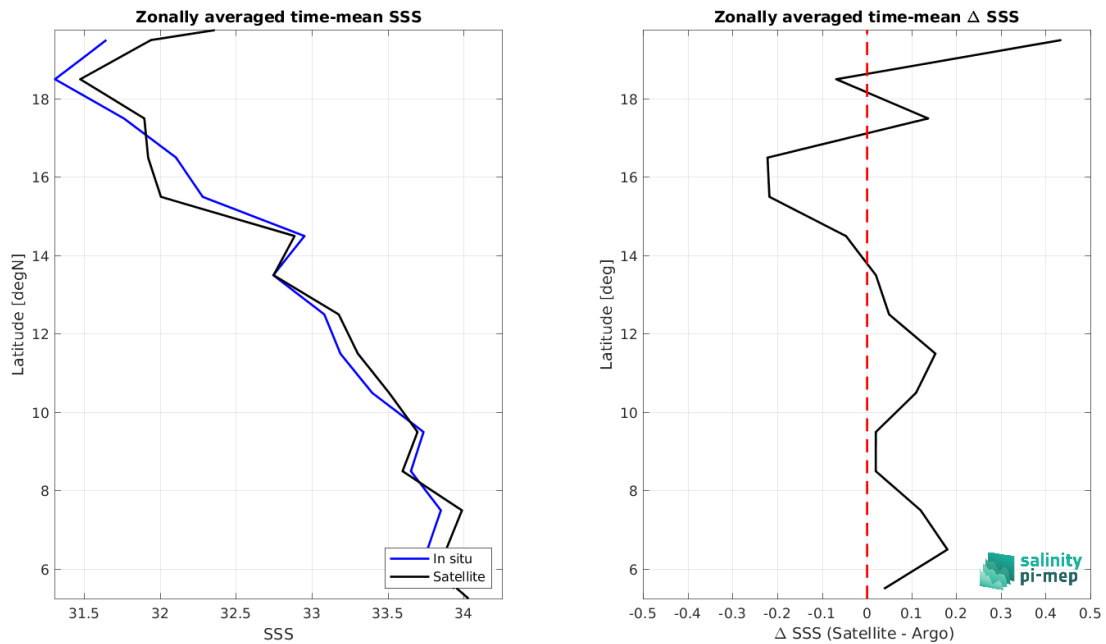 Zonally averaged time-mean SSS
Latitude [degN]
18
16
14
12
10
8
6
31.5 32 32.5 33 33.5 34
SSS
In situ
Satellite
Zonally averaged time-mean Δ SSS
Latitude [deg]
18
16
14
12
10
8
6
-0.5 -0.4 -0.3 -0.2 -0.1 0 0.1 0.2 0.3 0.4 0.5
Δ SSS (Satellite - Argo)
salinity
pi-mep